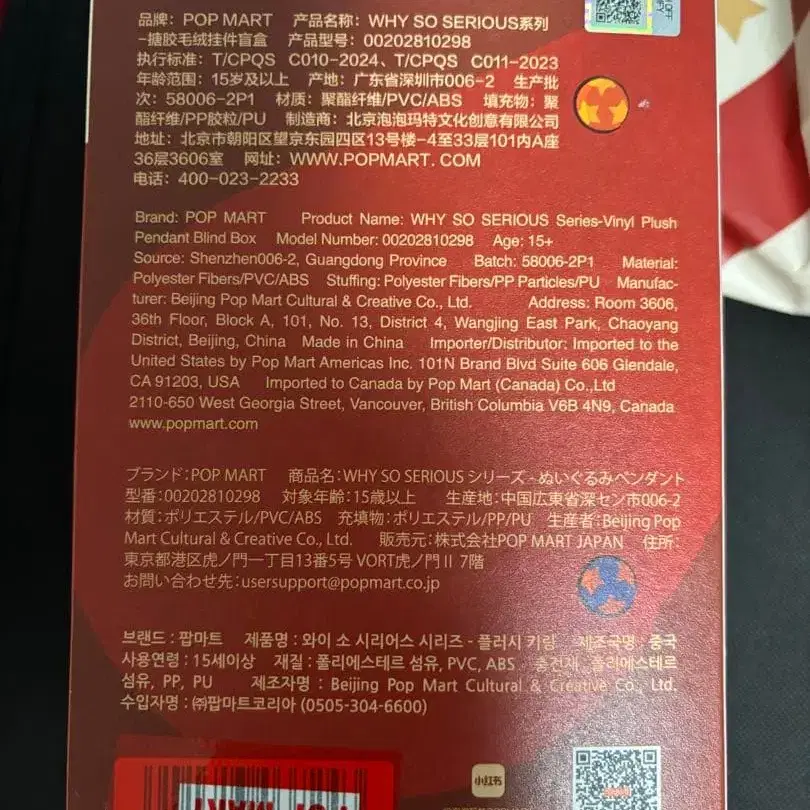 品牌：POP MART 产品名称：WHY SO SERIOUS系列
-搪胶毛绒挂件盲盒 产品型号：00202810298
执行标准：T/CPQS C010-2024、T/CPQS C011-2023
年龄范围：15岁及以上 产地：广东省深圳市006-2 生产批
次：58006-2P1 材质：聚酯纤维/PVC/ABS 填充物：聚
酯纤维/PP胶粒/PU 制造商：北京泡泡玛特文化创意有限公司
地址：北京市朝阳区望京东园四区13号楼-4至33层101内A座
36层3606室 网址：WWW.POPMART.COM
电话：400-023-2233
Brand: POP MART Product Name: WHY SO SERIOUS Series-Vinyl Plush
Pendant Blind Box Model Number: 00202810298 Age: 15+
Source: Shenzhen006-2, Guangdong Province Batch: 58006-2P1 Material:
Polyester Fibers/PVC/ABS Stuffing: Polyester Fibers/PP Particles/PU Manufac-
turer: Beijing Pop Mart Cultural & Creative Co., Ltd. Address: Room 3606,
36th Floor, Block A, 101, No. 13, District 4, Wangjing East Park, Chaoyang
District, Beijing, China Made in China Importer/Distributor: Imported to the
United States by Pop Mart Americas Inc. 101N Brand Blvd Suite 606 Glendale,
CA 91203, USA Imported to Canada by Pop Mart (Canada) Co.,Ltd
2110-650 West Georgia Street, Vancouver, British Columbia V6B 4N9, Canada
www.popmart.com
ブランド：POP MART 商品名：WHY SO SERIOUS シリーズ - ぬいぐるみペンダント
型番：00202810298 対象年齢：15歳以上 生産地：中国広東省深セン市006-2
材質：ポリエステル/PVC/ABS 充填物：ポリエステル/PP/PU 生産者：Beijing Pop
Mart Cultural & Creative Co., Ltd. 販売元：株式会社POP MART JAPAN 住所：
東京都港区虎ノ門一丁目13番5号 VORT虎ノ門Ⅱ 7階
お問い合わせ先：usersupport@popmart.co.jp
브랜드 : 팝마트 제품명 : 와이 소 시리어스 시리즈 - 플러시 키링 제조국명 : 중국
사용연령 : 15세이상 재질 : 폴리에스테르 섬유, PVC, ABS 충전재 : 폴리에스테르
섬유, PP, PU 제조자명 : Beijing Pop Mart Cultural & Creative Co., Ltd.
수입자명 : ㈜팝마트코리아 (0505-304-6600)
小红书